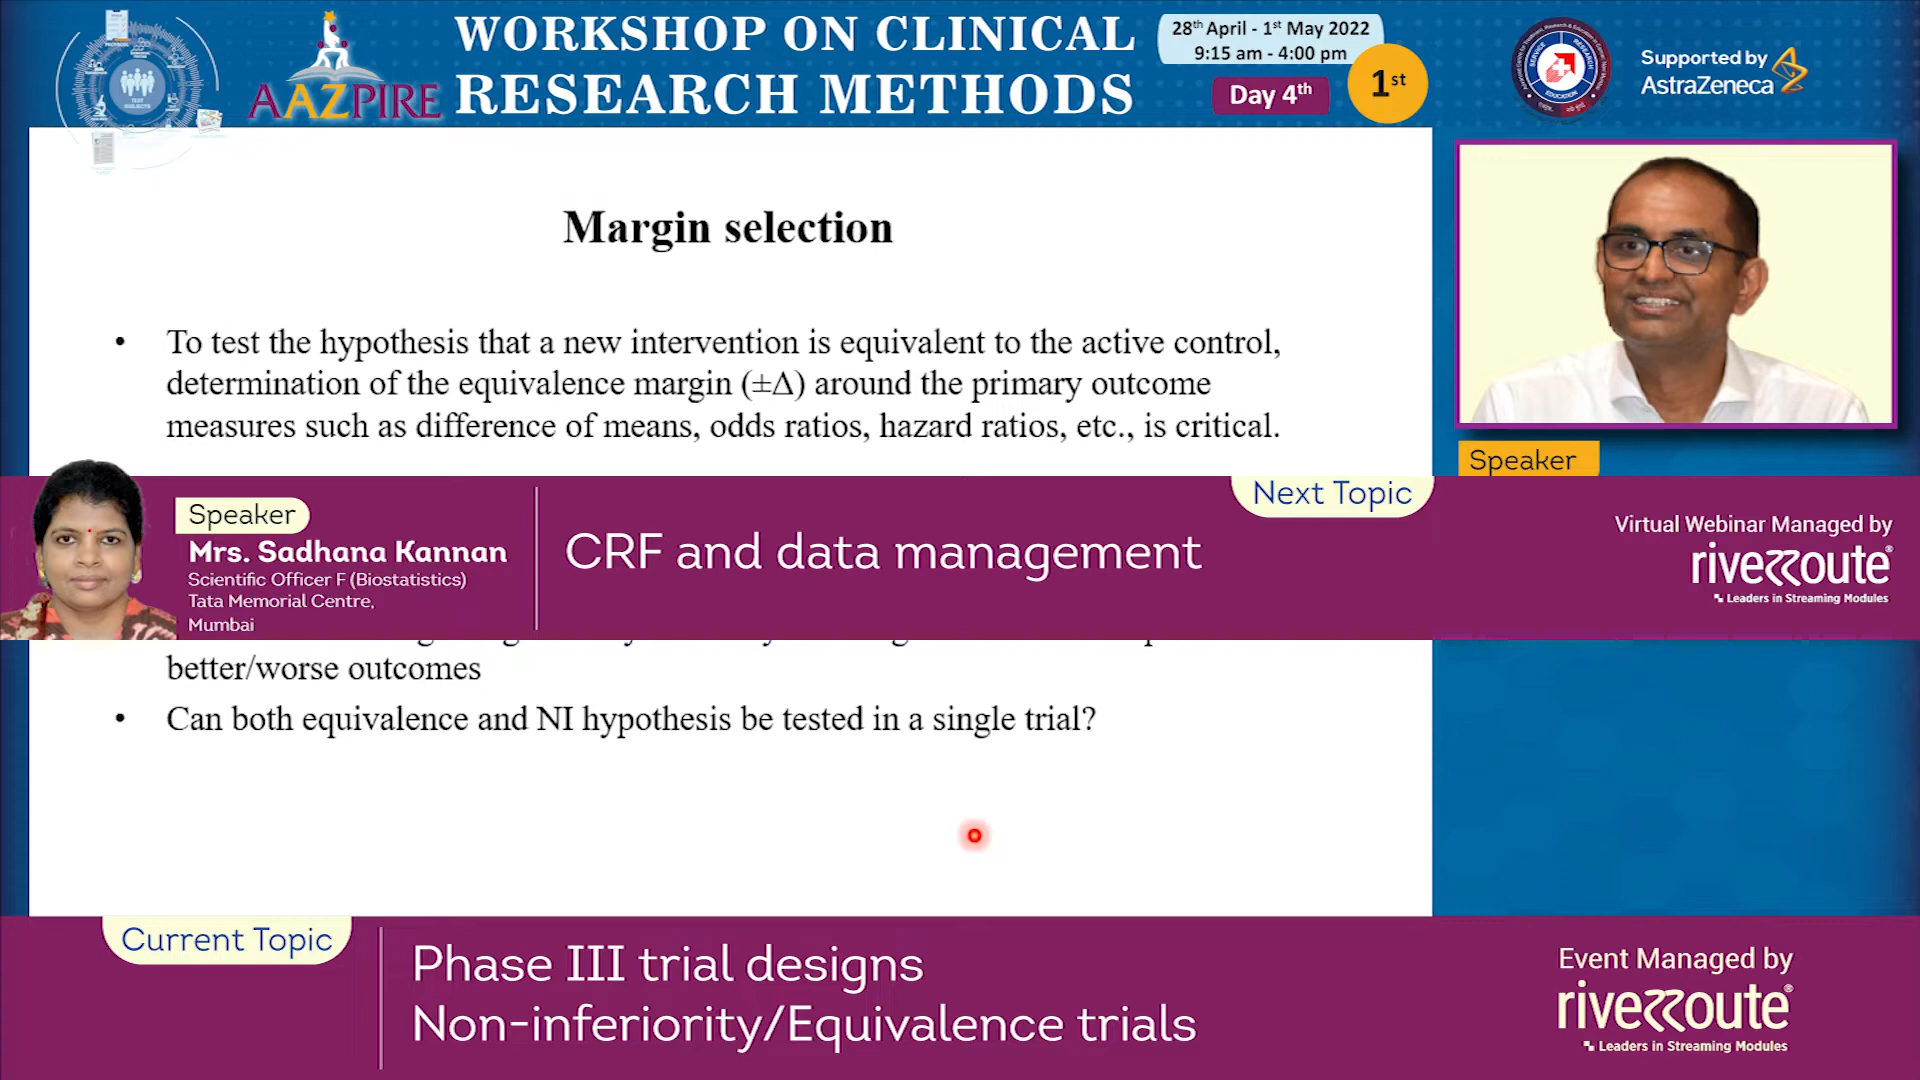 AAZPIRE
WORKSHOP ON CLINICAL
RESEARCH METHODS
28th April - 1st May 2022
9:15 am - 4:00 pm
Day 4th
1st
SERVICE
RESEARCH
EDUCATION
Supported by
AstraZeneca
Margin selection
• To test the hypothesis that a new intervention is equivalent to the active control,
determination of the equivalence margin (±Δ) around the primary outcome
measures such as difference of means, odds ratios, hazard ratios, etc., is critical.
Speaker
Next Topic
Speaker
Mrs. Sadhana Kannan
Scientific Officer F (Biostatistics)
Tata Memorial Centre,
Mumbai
CRF and data management
Virtual Webinar Managed by
riveRRoute®
Leaders in Streaming Modules
better/worse outcomes
• Can both equivalence and NI hypothesis be tested in a single trial?
Current Topic
Phase III trial designs
Non-inferiority/Equivalence trials
Event Managed by
riveRRoute®
Leaders in Streaming Modules